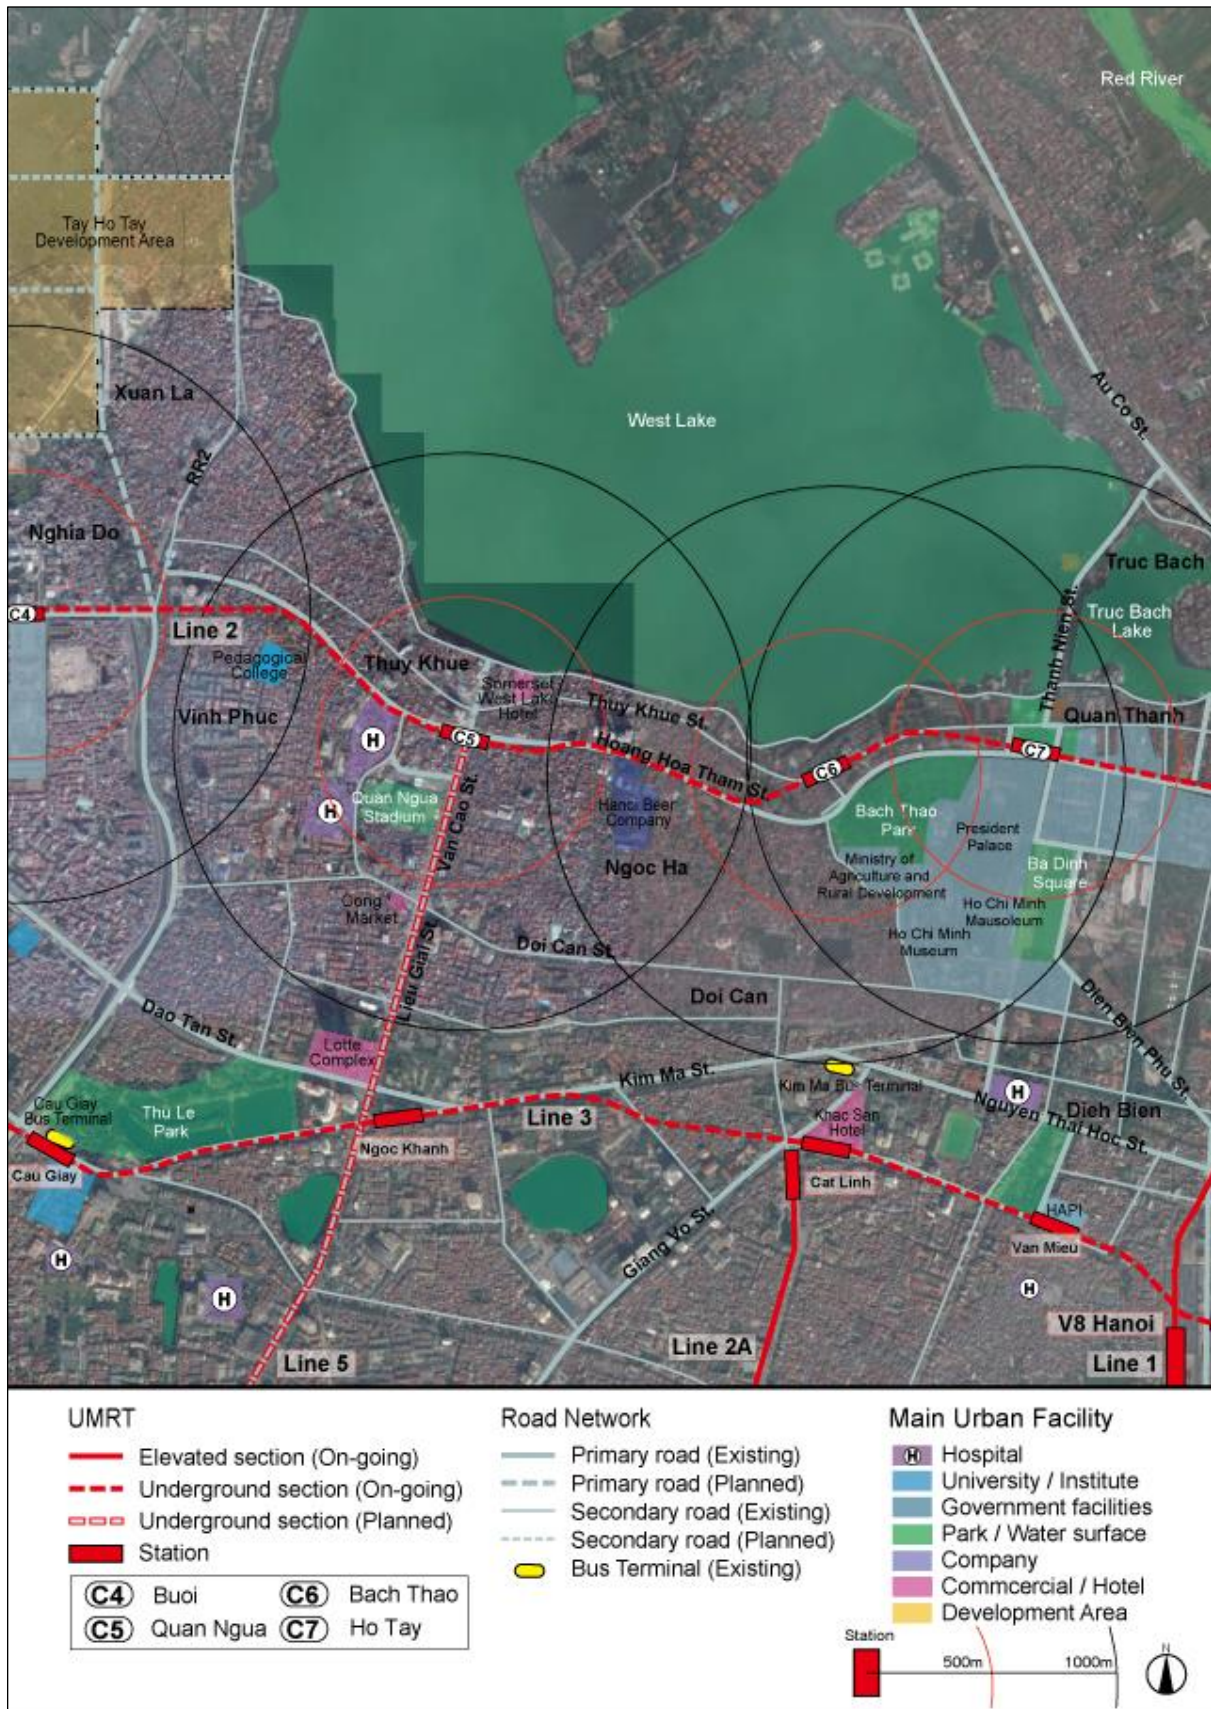 Red River
Tay Ho Tay
Development Area
Xuan La
Au Co St.
West Lake
RR2
Nghia Do
Truc Bach
C4
Line 2
Thanh Nien St.
Truc Bach
Lake
Pedagogical
College
Thuy Khue
Somerset
West Lake
Hotel
Vinh Phuc
Thuy Khue St.
Quan Thanh
H
C5
Hoang Hoa Tham St.
C6
C7
Quan Ngua
Stadium
H
Van Cao St.
Hanoi Beer
Company
Bach Thao
Park
President
Palace
Ngoc Ha
Ministry of
Agriculture and
Rural Development
Ba Dinh
Square
Cong
Market
Ho Chi Minh
Mausoleum
Lieu Giai St.
Doi Can St.
Ho Chi Minh
Museum
Doi Can
Dien Bien Phu St.
Dao Tan St.
Lotte
Complex
Kim Ma St.
Kim Ma Bus Terminal
H
Nguyen Thai Hoc St.
Cau Giay
Bus Terminal
Thu Le
Park
Line 3
Khac San
Hotel
Dieh Bien
Ngoc Khanh
Cau Giay
Cat Linh
HAPI
Giang Vo St.
Van Mieu
H
H
H
V8 Hanoi
Line 5
Line 2A
Line 1
UMRT
Elevated section (On-going)
Underground section (On-going)
Underground section (Planned)
Station
C4 Buoi
C6 Bach Thao
C5 Quan Ngua
C7 Ho Tay
Road Network
Primary road (Existing)
Primary road (Planned)
Secondary road (Existing)
Secondary road (Planned)
Bus Terminal (Existing)
Main Urban Facility
H Hospital
University / Institute
Government facilities
Park / Water surface
Company
Commcercial / Hotel
Development Area
Station
500m
1000m
N